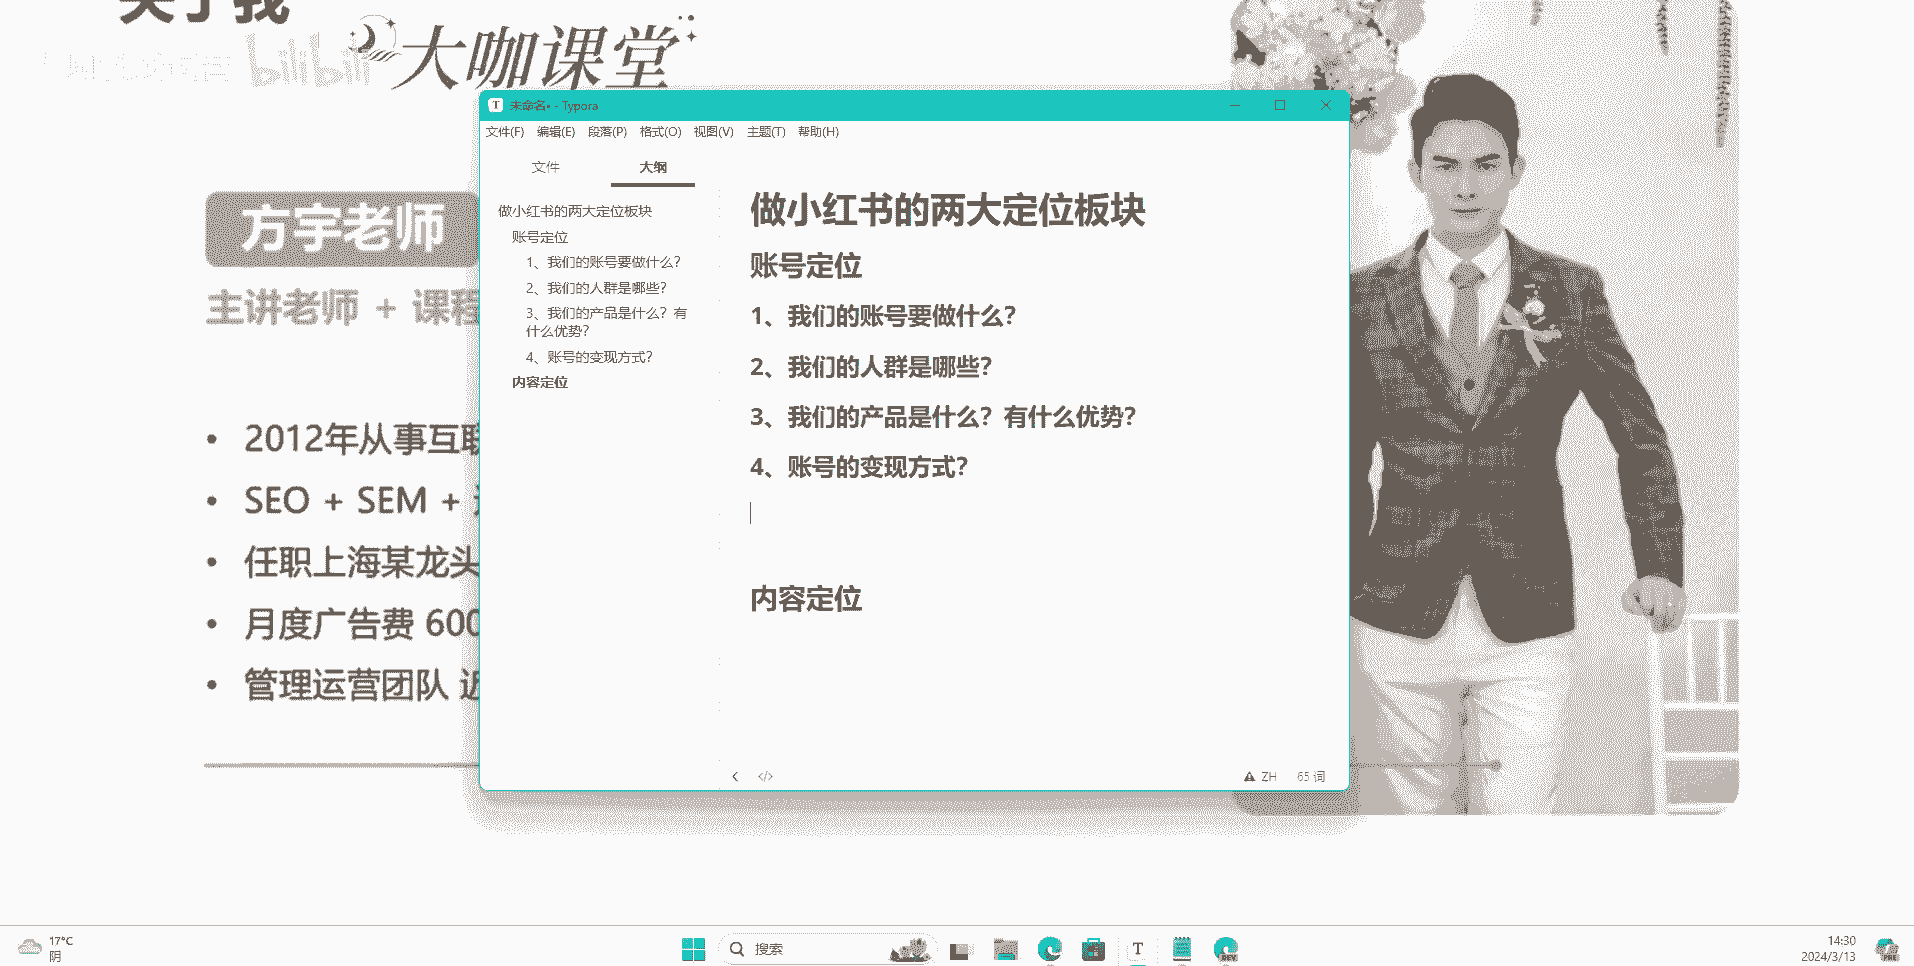 关于我
bilibili
大咖课堂
方宇老师
主讲老师 + 课程
2012年从事互联
SEO + SEM +
任职上海某龙头
月度广告费 600
管理运营团队 近
未命名• - Typora
文件(F) 编辑(E) 段落(P) 格式(O) 视图(V) 主题(T) 帮助(H)
文件 大纲
做小红书的两大定位板块
账号定位
1、我们的账号要做什么?
2、我们的人群是哪些?
3、我们的产品是什么? 有
什么优势?
4、账号的变现方式?
内容定位
做小红书的两大定位板块
账号定位
1、我们的账号要做什么?
2、我们的人群是哪些?
3、我们的产品是什么? 有什么优势?
4、账号的变现方式?
内容定位
ZH 65 词
17°C
阴
搜索
T
DEV
14:30
2024/3/13
PRE